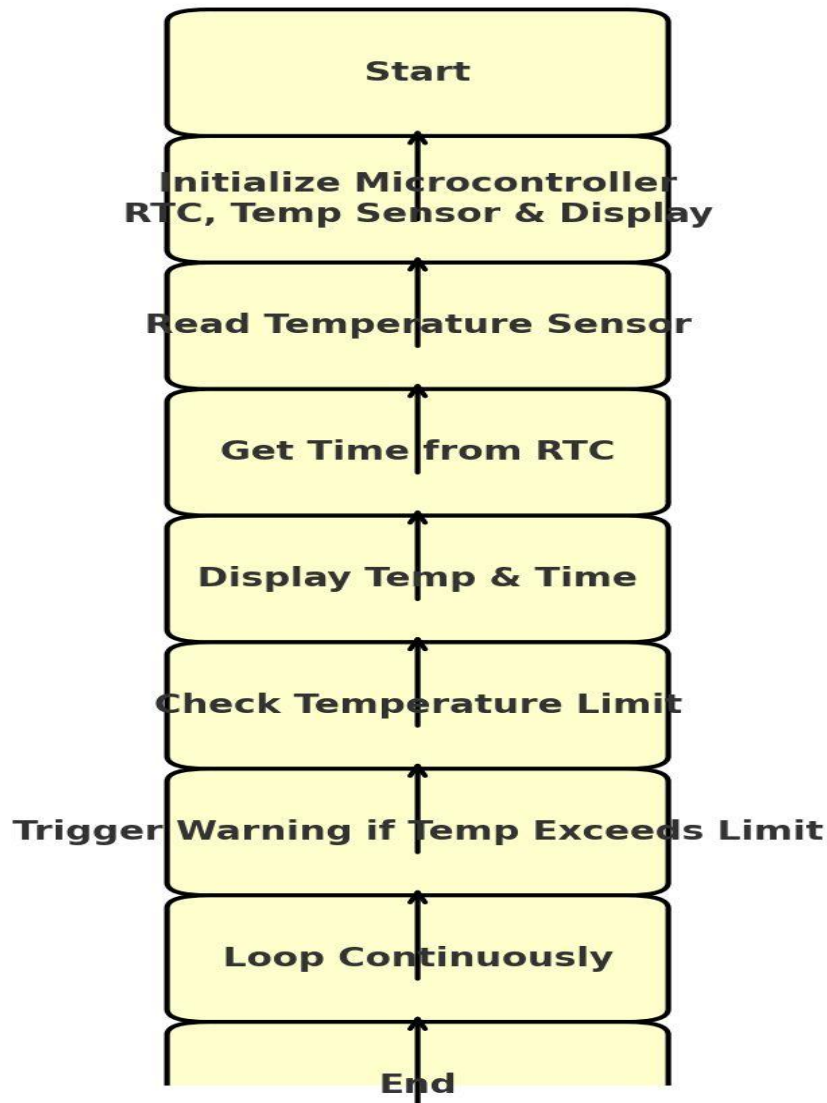 Start
Initialize Microcontroller
RTC, Temp Sensor & Display
Read Temperature Sensor
Get Time from RTC
Display Temp & Time
Check Temperature Limit
Trigger Warning if Temp Exceeds Limit
Loop Continuously
End